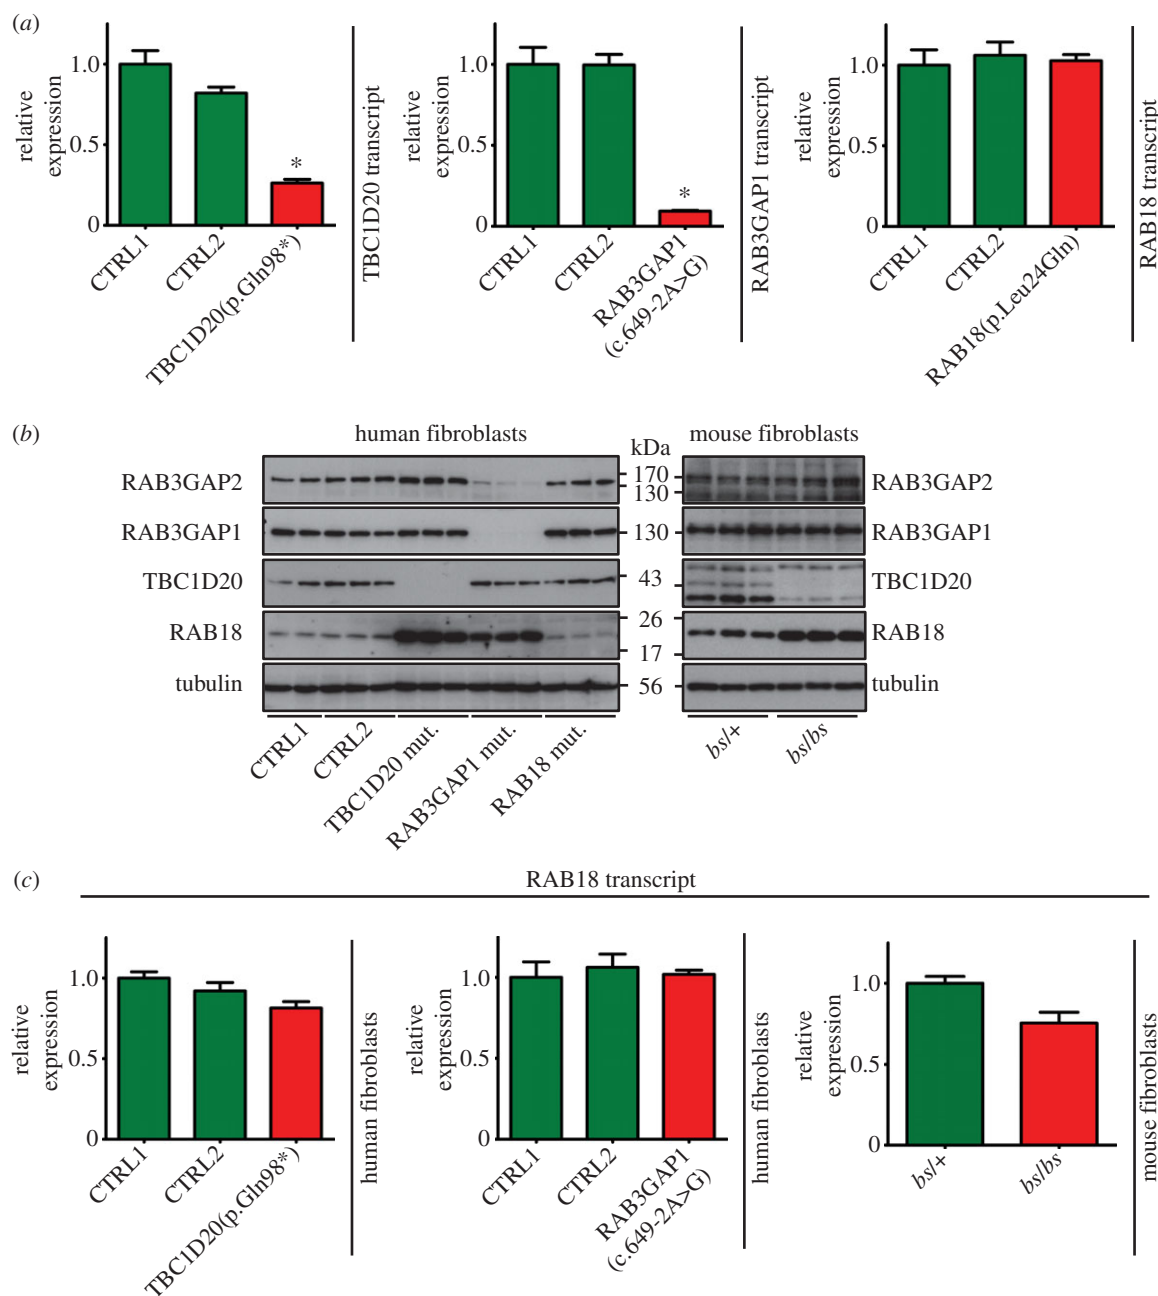 (a)
relative
expression
1.0
0.5
0
*
CTRL1
CTRL2
TBC1D20(p.Gln98*)
TBC1D20 transcript
relative
expression
1.0
0.5
0
*
CTRL1
CTRL2
RAB3GAP1
(c.649-2A>G)
RAB3GAP1 transcript
relative
expression
1.0
0.5
0
CTRL1
CTRL2
RAB18(p.Leu24Gln)
RAB18 transcript
(b)
human fibroblasts
kDa
mouse fibroblasts
RAB3GAP2
170
130
RAB3GAP2
RAB3GAP1
130
RAB3GAP1
TBC1D20
43
TBC1D20
RAB18
26
17
RAB18
tubulin
56
tubulin
CTRL1
CTRL2
TBC1D20 mut.
RAB3GAP1 mut.
RAB18 mut.
bs/+
bs/bs
(c)
RAB18 transcript
relative
expression
1.0
0.5
0
CTRL1
CTRL2
TBC1D20(p.Gln98*)
human fibroblasts
relative
expression
1.0
0.5
0
CTRL1
CTRL2
RAB3GAP1
(c.649-2A>G)
human fibroblasts
relative
expression
1.0
0.5
0
bs/+
bs/bs
mouse fibroblasts